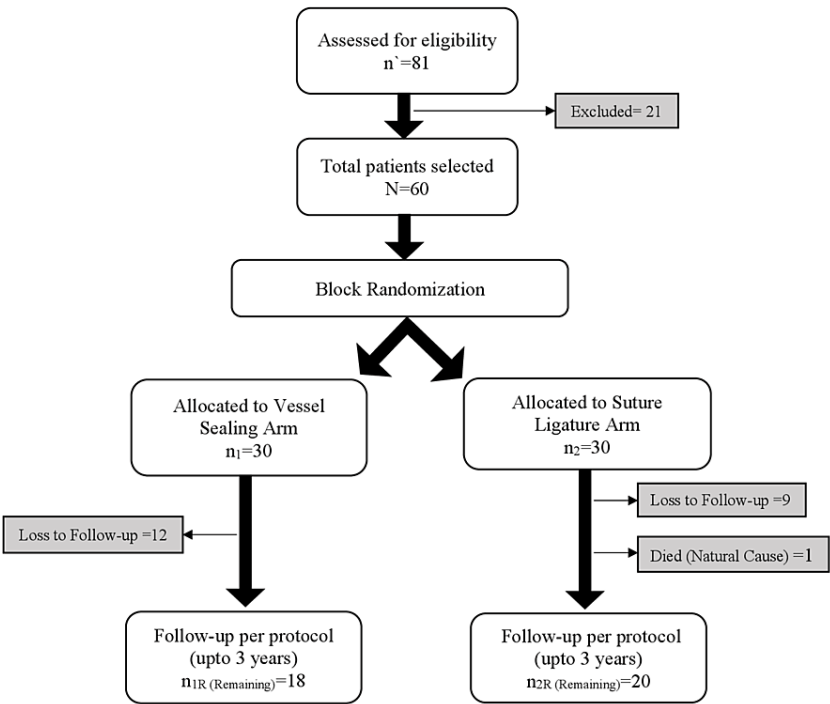 Assessed for eligibility
n`=81
Excluded= 21
Total patients selected
N=60
Block Randomization
Allocated to Vessel
Sealing Arm
n₁=30
Allocated to Suture
Ligature Arm
n₂=30
Loss to Follow-up =9
Loss to Follow-up =12
Died (Natural Cause) =1
Follow-up per protocol
(upto 3 years)
n1R (Remaining)=18
Follow-up per protocol
(upto 3 years)
n2R (Remaining)=20